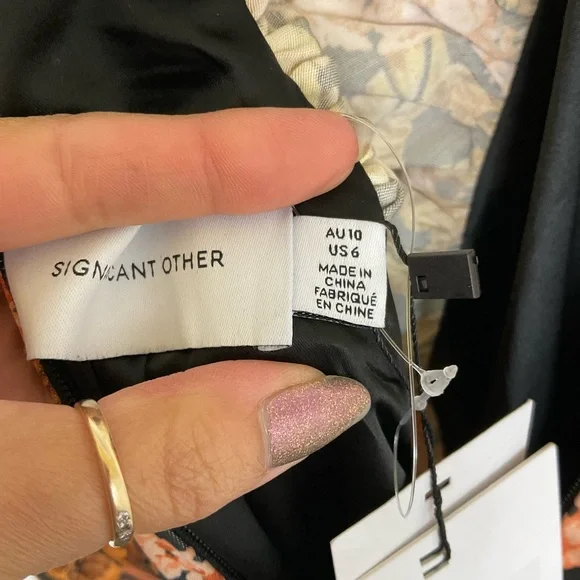 SIGNIFICANT OTHER
AU 10
US 6
MADE IN
CHINA
FABRIQUÉ
EN CHINE